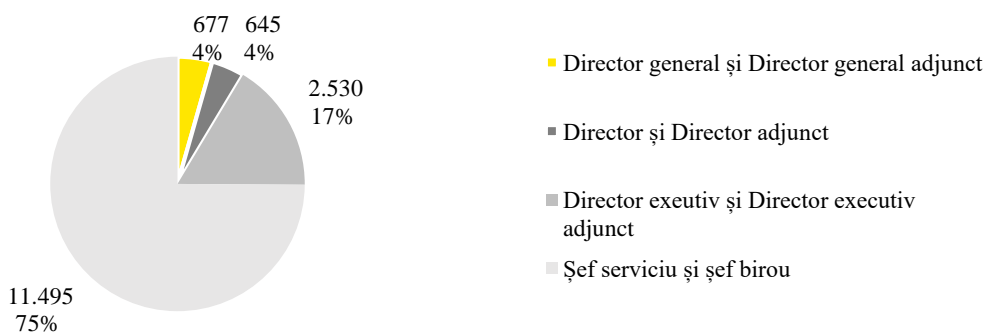 677
4%
645
4%
2.530
17%
11.495
75%
Director general și Director general adjunct
Director și Director adjunct
Director exeutiv și Director executiv
adjunct
Șef serviciu și șef birou